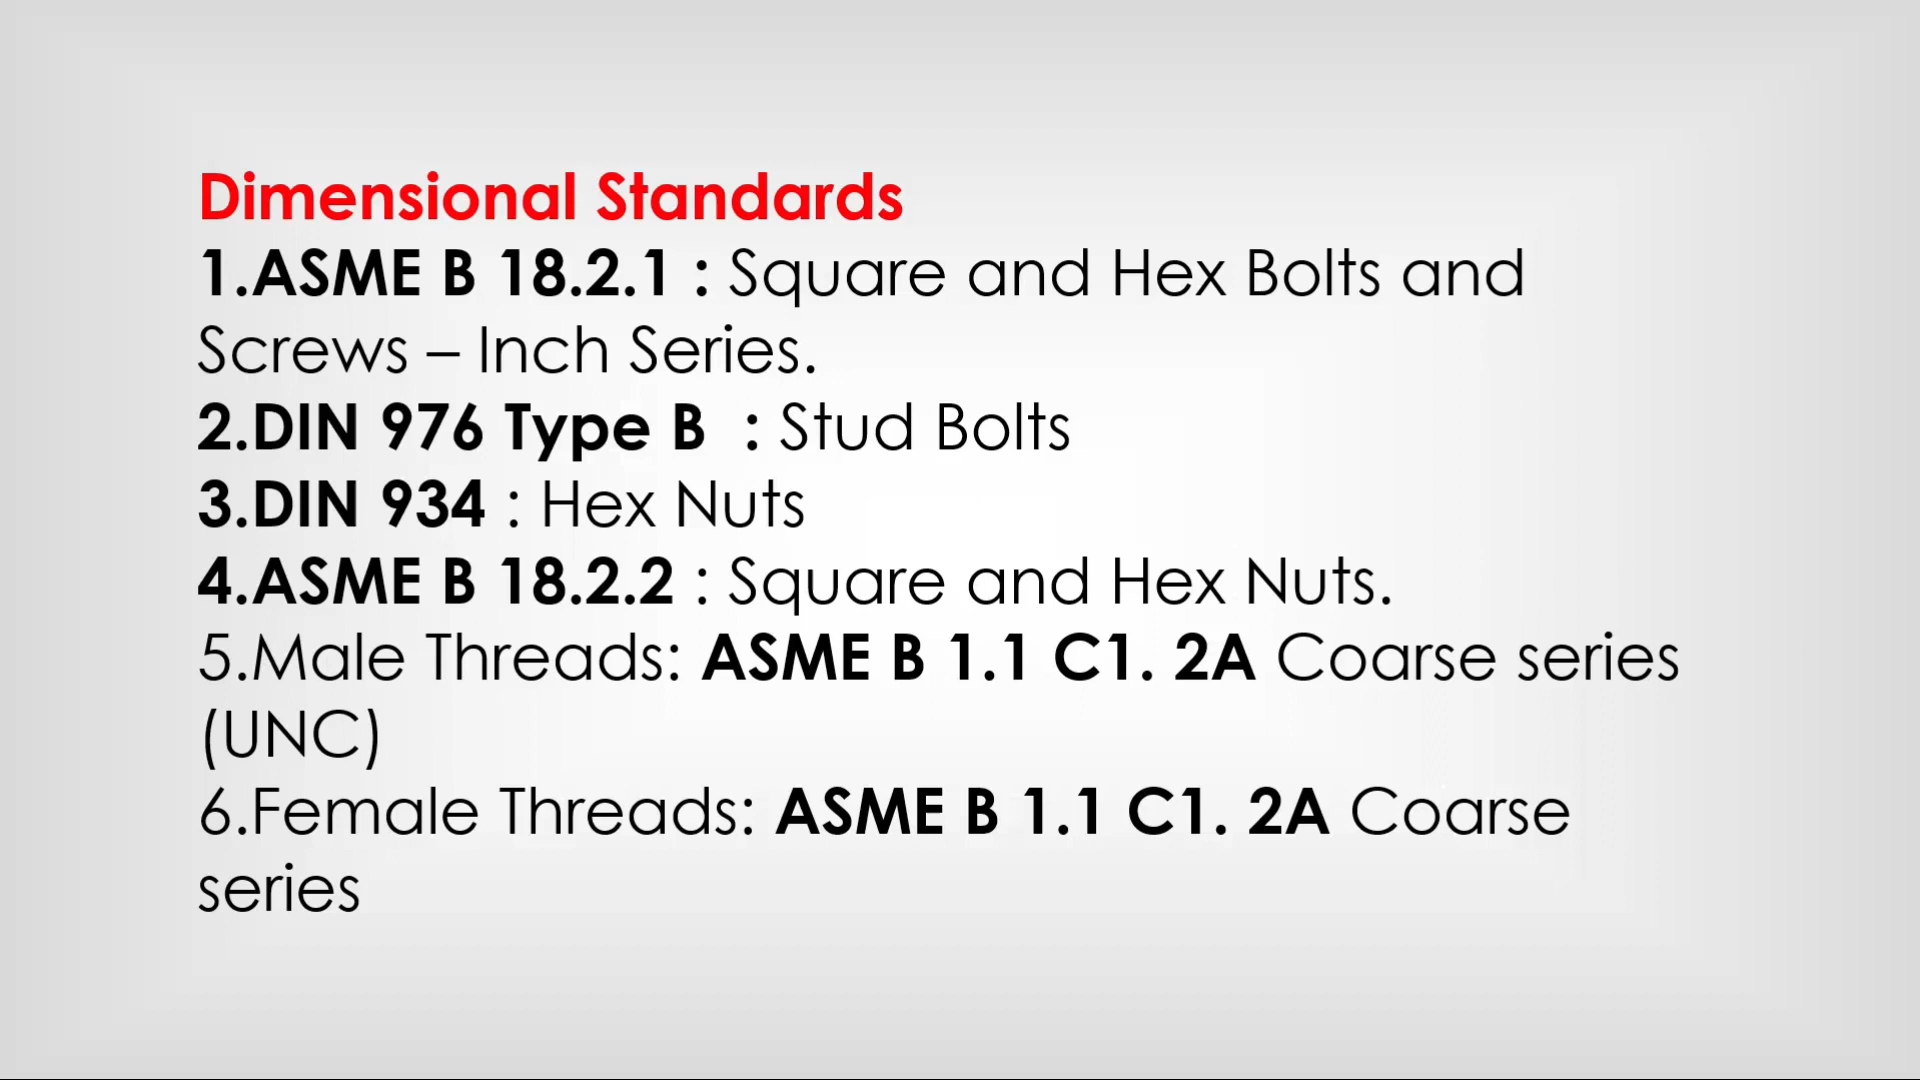 Dimensional Standards
1.ASME B 18.2.1 : Square and Hex Bolts and
Screws – Inch Series.
2.DIN 976 Type B  : Stud Bolts
3.DIN 934 : Hex Nuts
4.ASME B 18.2.2 : Square and Hex Nuts.
5.Male Threads: ASME B 1.1 C1. 2A Coarse series
(UNC)
6.Female Threads: ASME B 1.1 C1. 2A Coarse
series